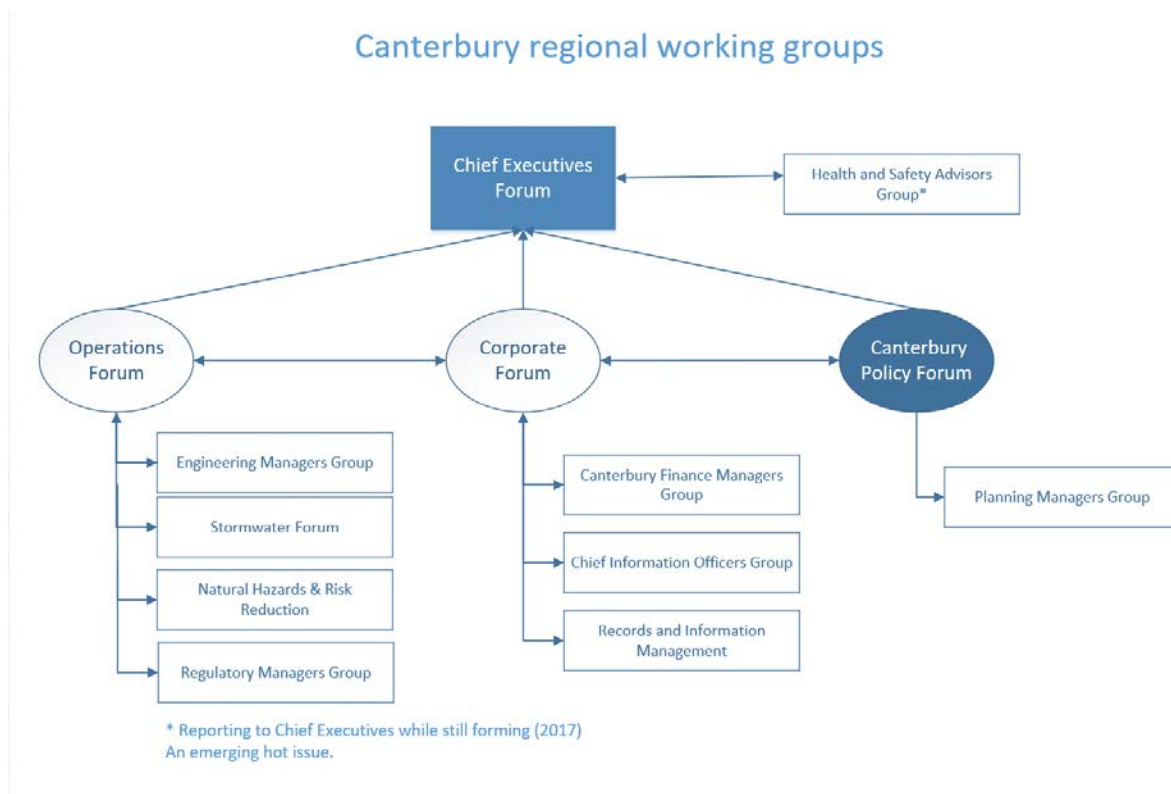 Canterbury regional working groups
Chief Executives
Forum
Health and Safety Advisors
Group*
Operations
Forum
Corporate
Forum
Canterbury
Policy Forum
Engineering Managers Group
Stormwater Forum
Natural Hazards & Risk
Reduction
Regulatory Managers Group
Canterbury Finance Managers
Group
Chief Information Officers Group
Records and Information
Management
Planning Managers Group
* Reporting to Chief Executives while still forming (2017)
An emerging hot issue.